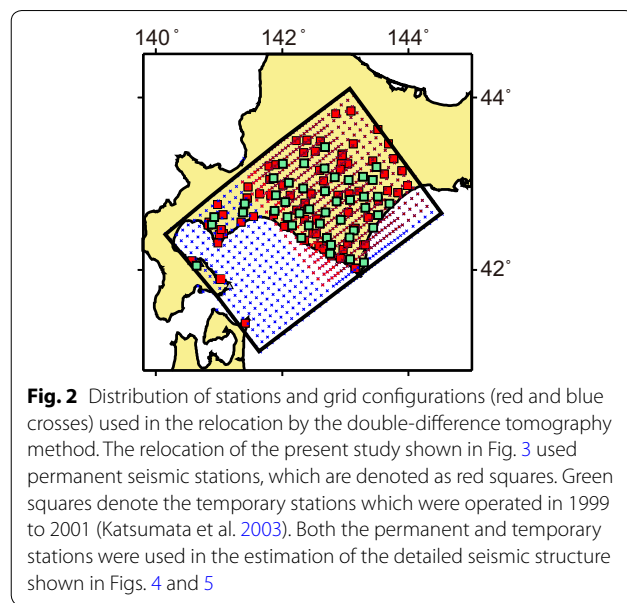 140° 142° 144°
44°
42°
Fig. 2 Distribution of stations and grid configurations (red and blue
crosses) used in the relocation by the double-difference tomography
method. The relocation of the present study shown in Fig. 3 used
permanent seismic stations, which are denoted as red squares. Green
squares denote the temporary stations which were operated in 1999
to 2001 (Katsumata et al. 2003). Both the permanent and temporary
stations were used in the estimation of the detailed seismic structure
shown in Figs. 4 and 5